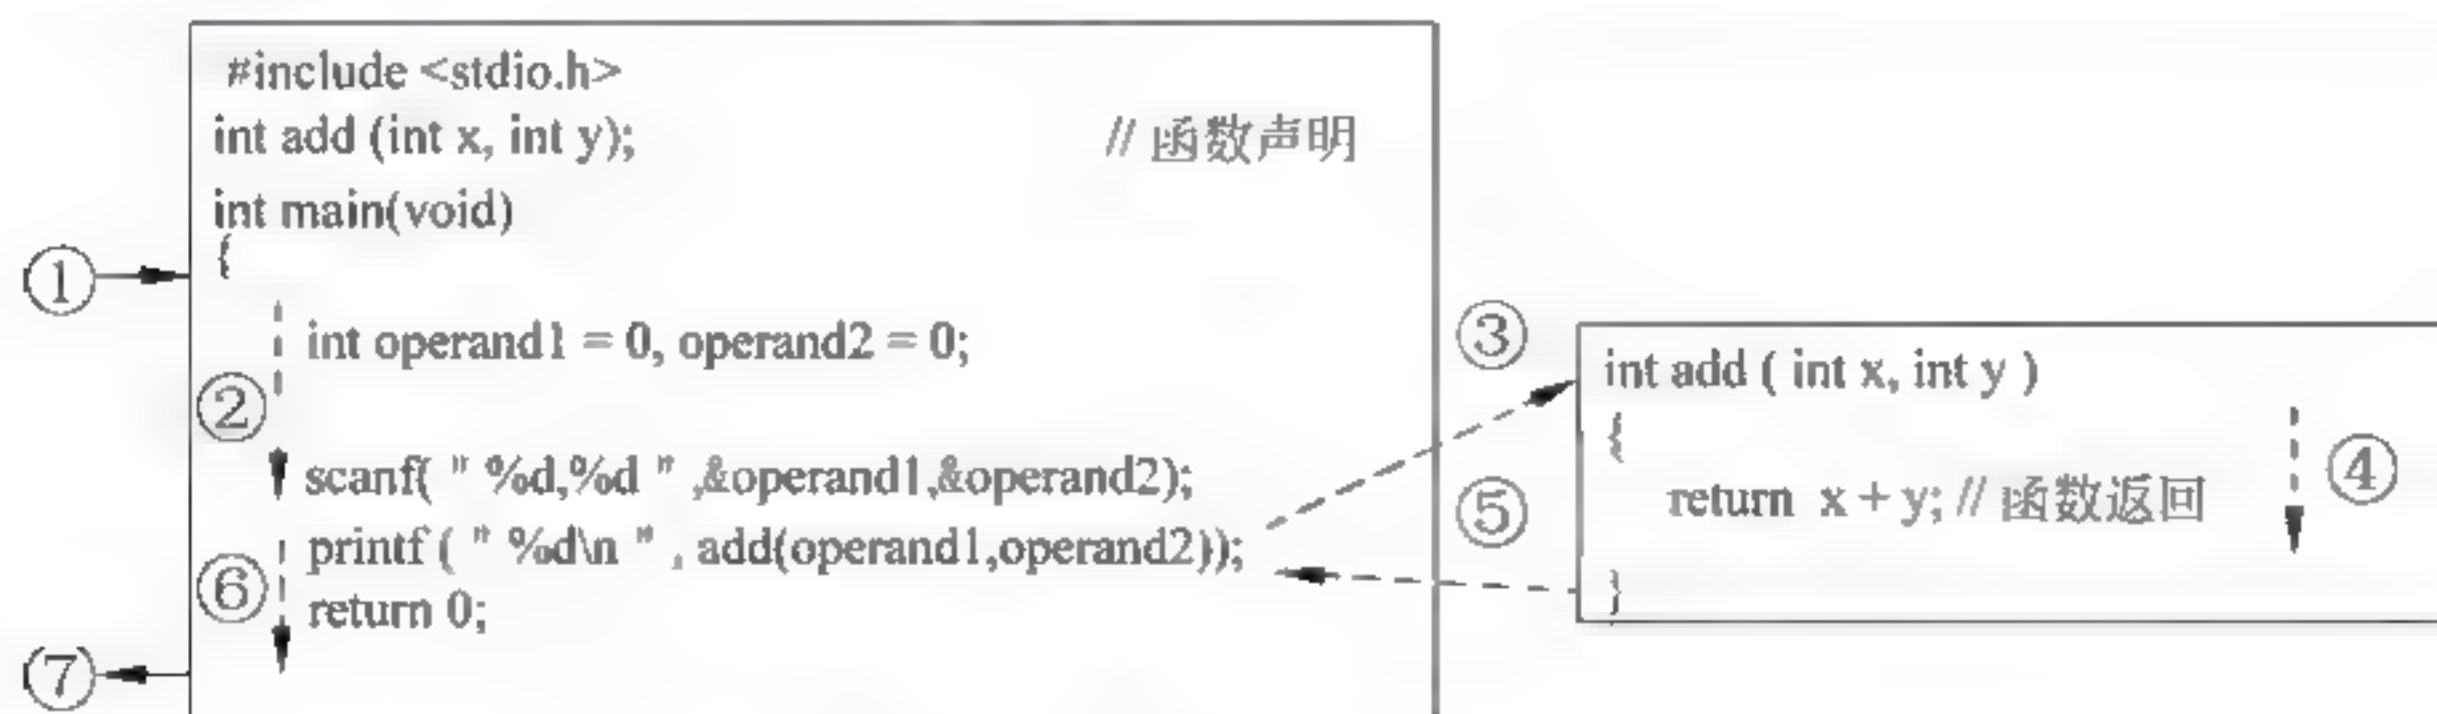 #include <stdio.h>
int add (int x, int y); // 函数声明
int main(void)
{
①
int operand1 = 0, operand2 = 0;
②
scanf( " %d,%d " ,&operand1,&operand2);
printf ( " %d\n " , add(operand1,operand2));
⑥
return 0;
⑦
③
⑤
int add ( int x, int y )
{
return x + y; // 函数返回
④
}